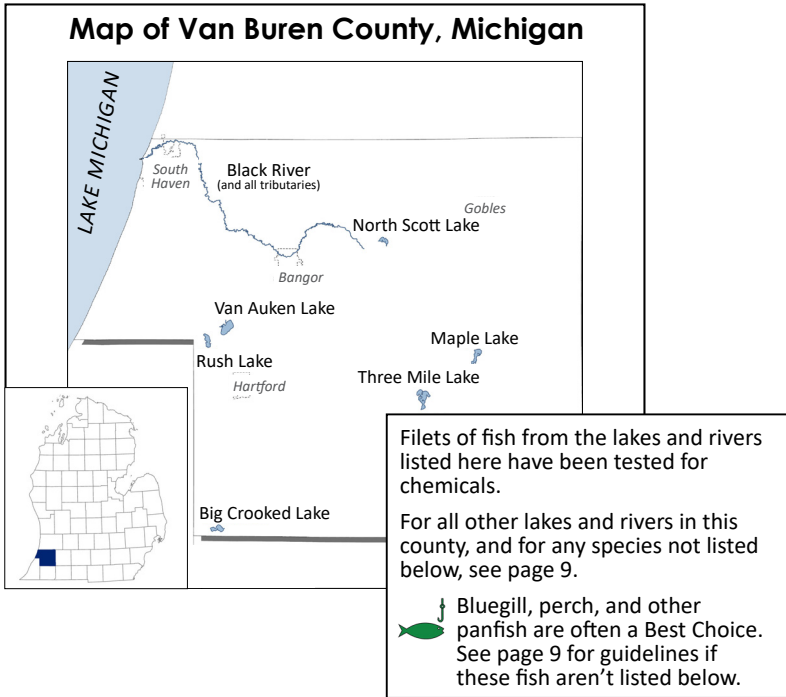 Map of Van Buren County, Michigan
LAKE MICHIGAN
South
Haven
Black River
(and all tributaries)
Gobles
North Scott Lake
Bangor
Van Auken Lake
Maple Lake
Rush Lake
Three Mile Lake
Hartford
Big Crooked Lake
Filets of fish from the lakes and rivers
listed here have been tested for
chemicals.
For all other lakes and rivers in this
county, and for any species not listed
below, see page 9.
Bluegill, perch, and other
panfish are often a Best Choice.
See page 9 for guidelines if
these fish aren’t listed below.